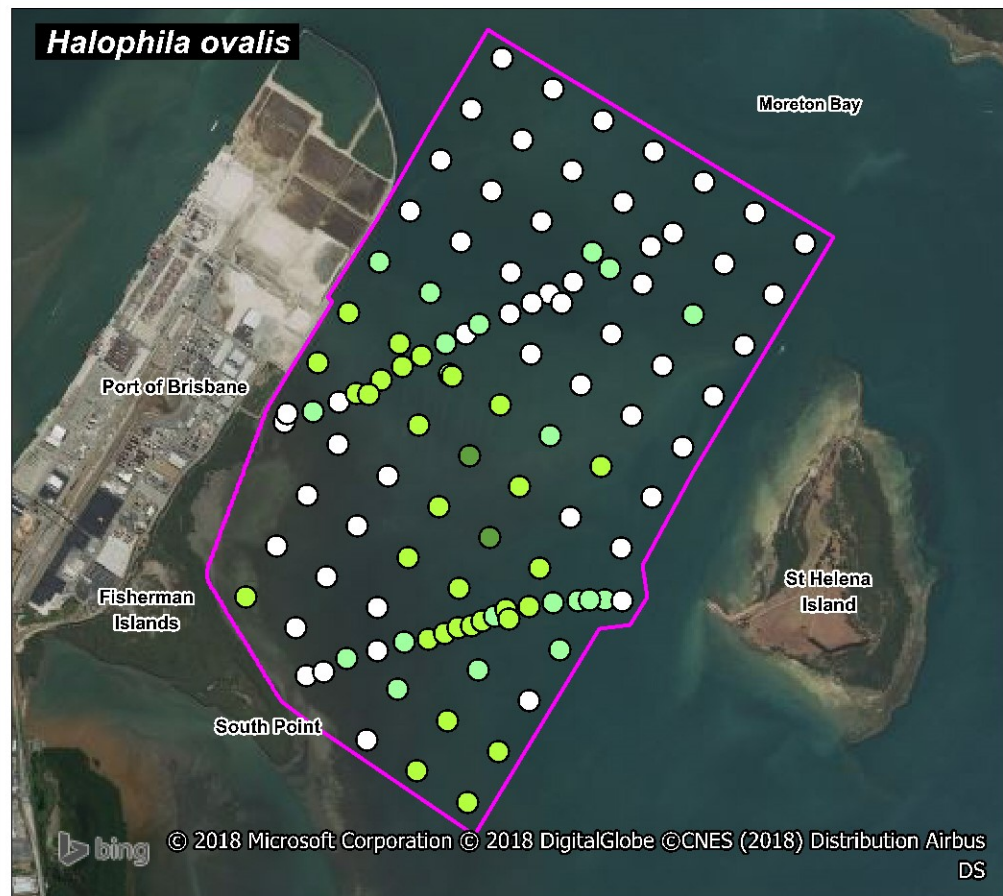 Halophila ovalis
Moreton Bay
Port of Brisbane
Fisherman
Islands
St Helena
Island
South Point
bing
© 2018 Microsoft Corporation © 2018 DigitalGlobe ©CNES (2018) Distribution Airbus
DS